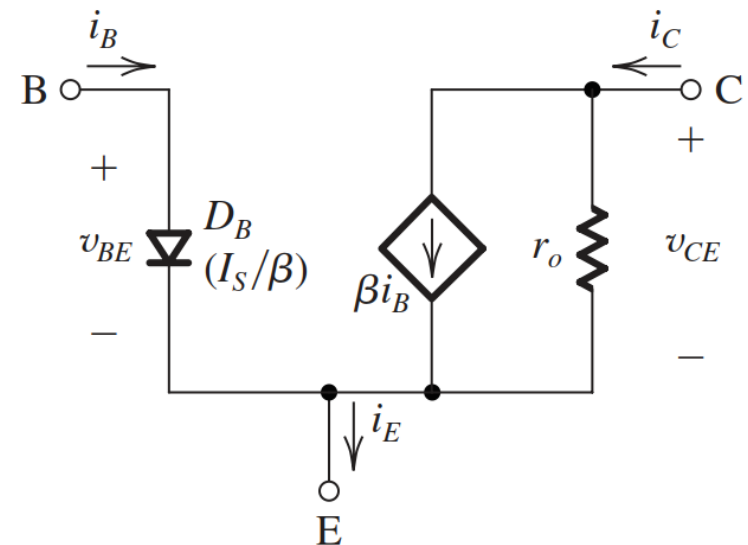 i_B
i_C
B
C
+
+
v_BE
D_B
(I_S/β)
βi_B
r_o
v_CE
−
−
i_E
E